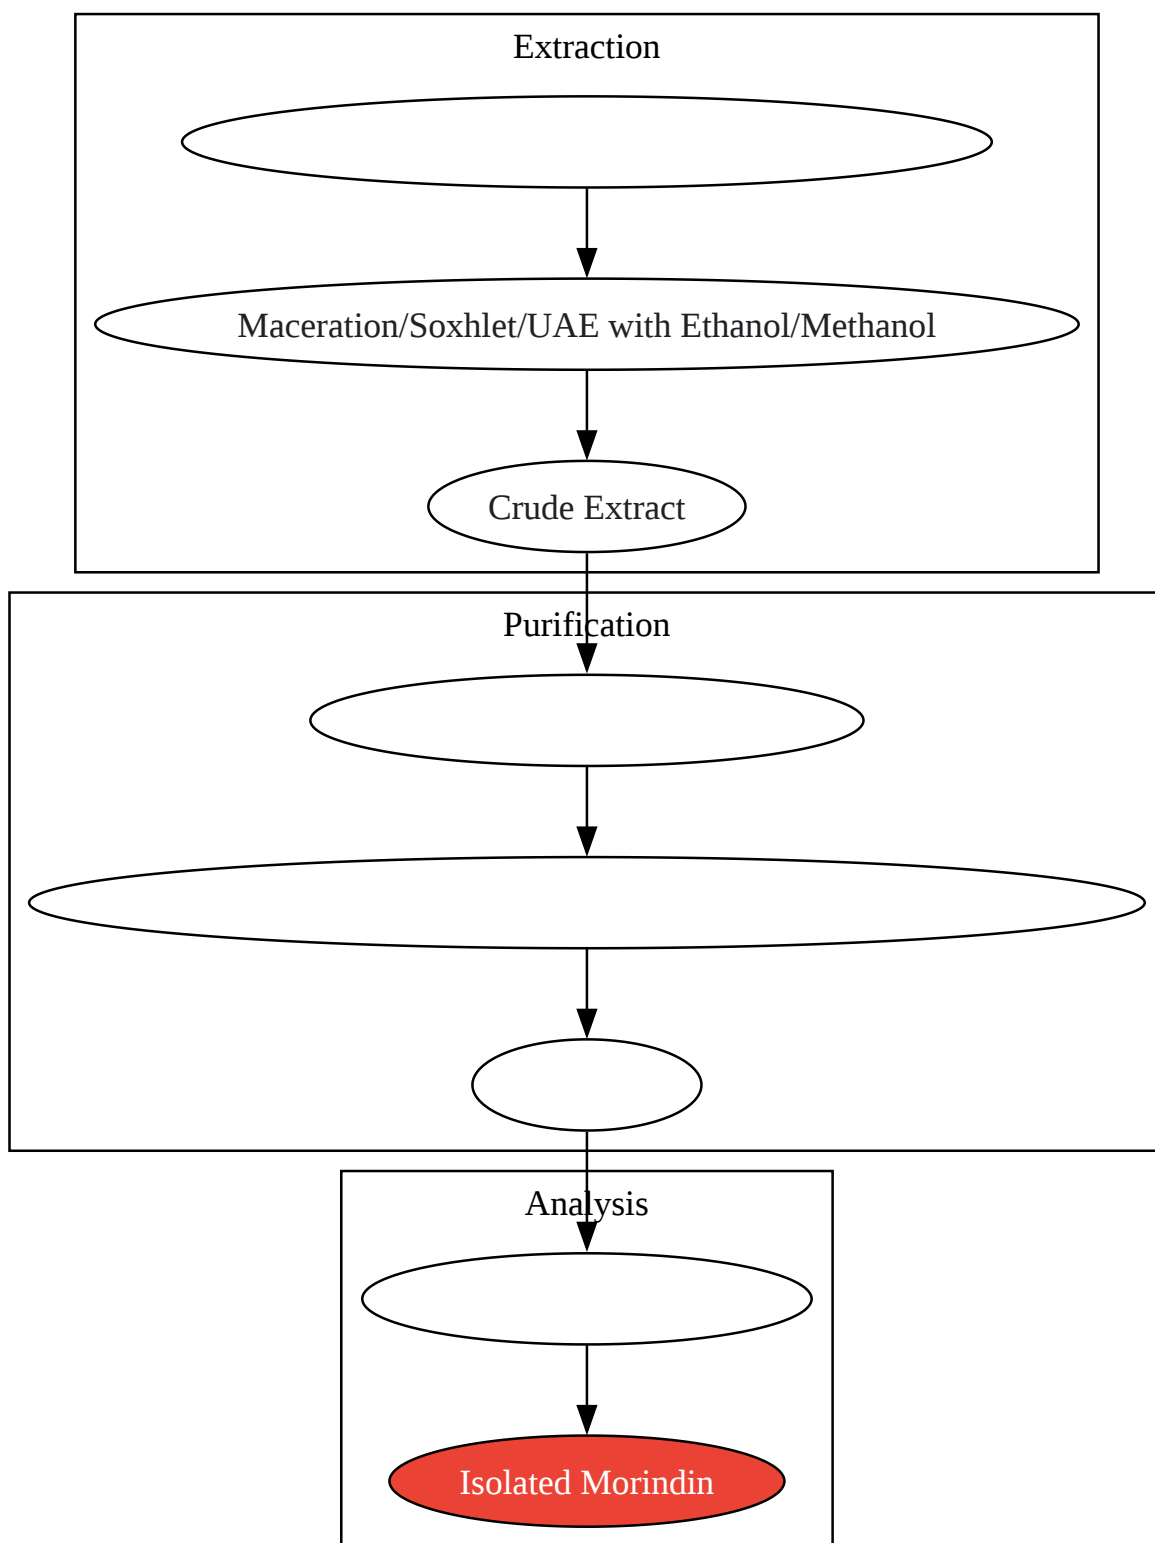 Extraction
Maceration/Soxhlet/UAE with Ethanol/Methanol
Crude Extract
Purification
Analysis
Isolated Morindin